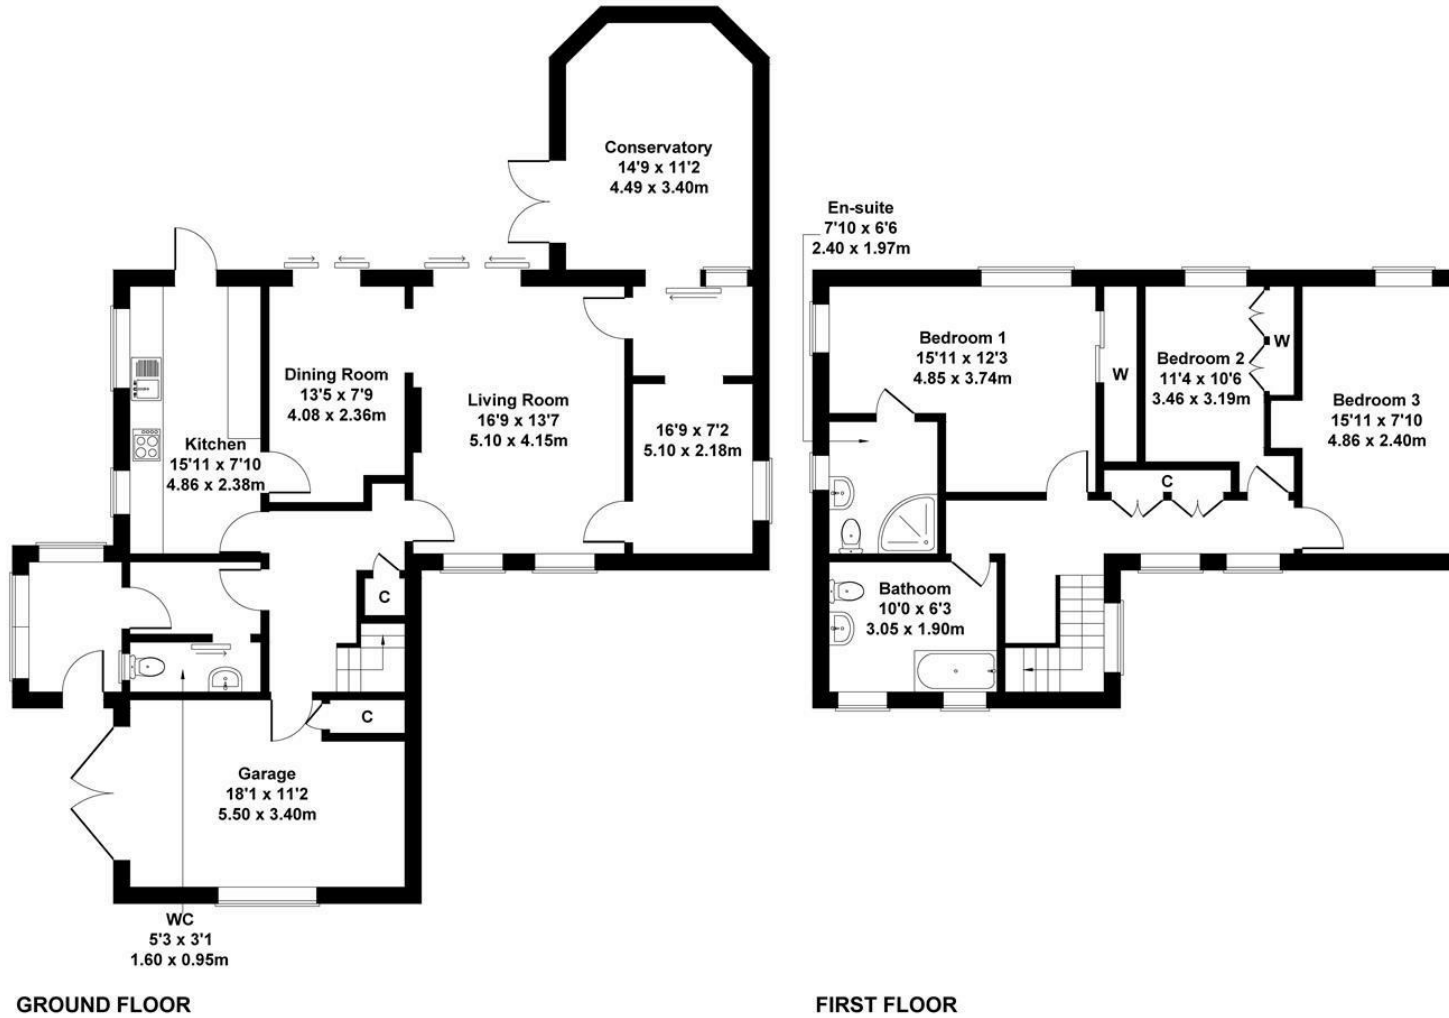 Conservatory
14'9 x 11'2
4.49 x 3.40m
Dining Room
13'5 x 7'9
4.08 x 2.36m
Living Room
16'9 x 13'7
5.10 x 4.15m
16'9 x 7'2
5.10 x 2.18m
Kitchen
15'11 x 7'10
4.86 x 2.38m
C
C
Garage
18'1 x 11'2
5.50 x 3.40m
WC
5'3 x 3'1
1.60 x 0.95m
GROUND FLOOR
En-suite
7'10 x 6'6
2.40 x 1.97m
Bedroom 1
15'11 x 12'3
4.85 x 3.74m
W
Bedroom 2
11'4 x 10'6
3.46 x 3.19m
W
Bedroom 3
15'11 x 7'10
4.86 x 2.40m
C
Bathoom
10'0 x 6'3
3.05 x 1.90m
FIRST FLOOR